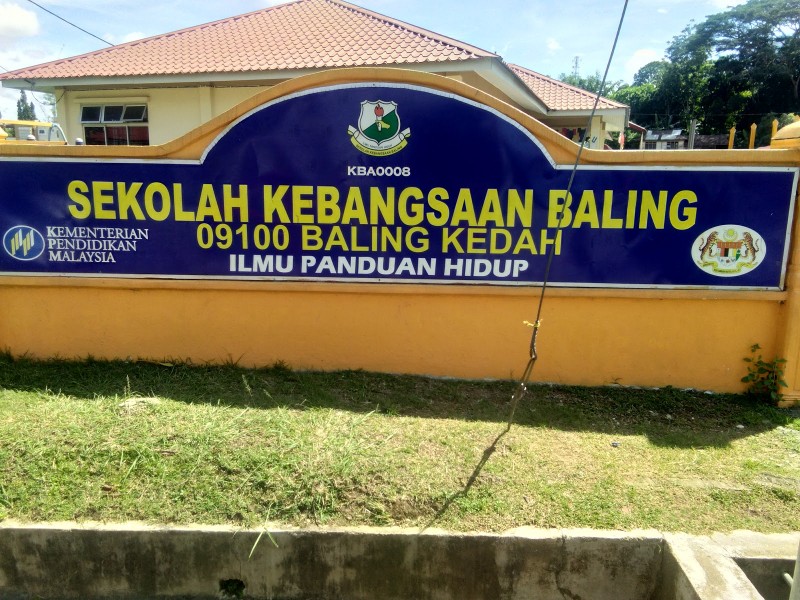 KBA0008
SEKOLAH KEBANGSAAN BALING
09100 BALING KEDAH
ILMU PANDUAN HIDUP
KEMENTERIAN
PENDIDIKAN
MALAYSIA